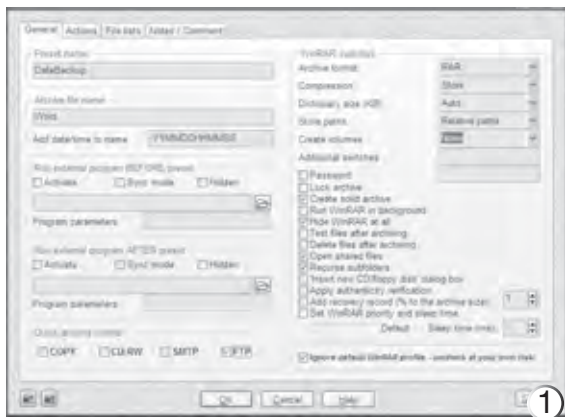 General Actions File lists Notes / Comment
Preset name
DataBackup
Archive file name
Add date/time to name
Run external program BEFORE preset
Activate Sync mode Hidden
Program parameters
Run external program AFTER preset
Activate Sync mode Hidden
Program parameters
COPY CD-RW SMTP FTP
WinRAR switches
Archive format: RAR
Compression: Store
Dictionary size (KB): Auto
Store paths: Relative paths
Create volumes
Additional switches
Password
Lock archive
Create solid archive
Run WinRAR in background
Hide WinRAR at all
Test files after archiving
Delete files after archiving
Open shared files
Recurse subfolders
'Insert new CD/floppy disk' dialog box
Apply authenticity verification
Add recovery record (% to the archive size): 1
Set WinRAR priority and sleep time
Default Sleep time (ms):
Ignore default WinRAR profile - uncheck at your own risk!
OK Cancel Help
1